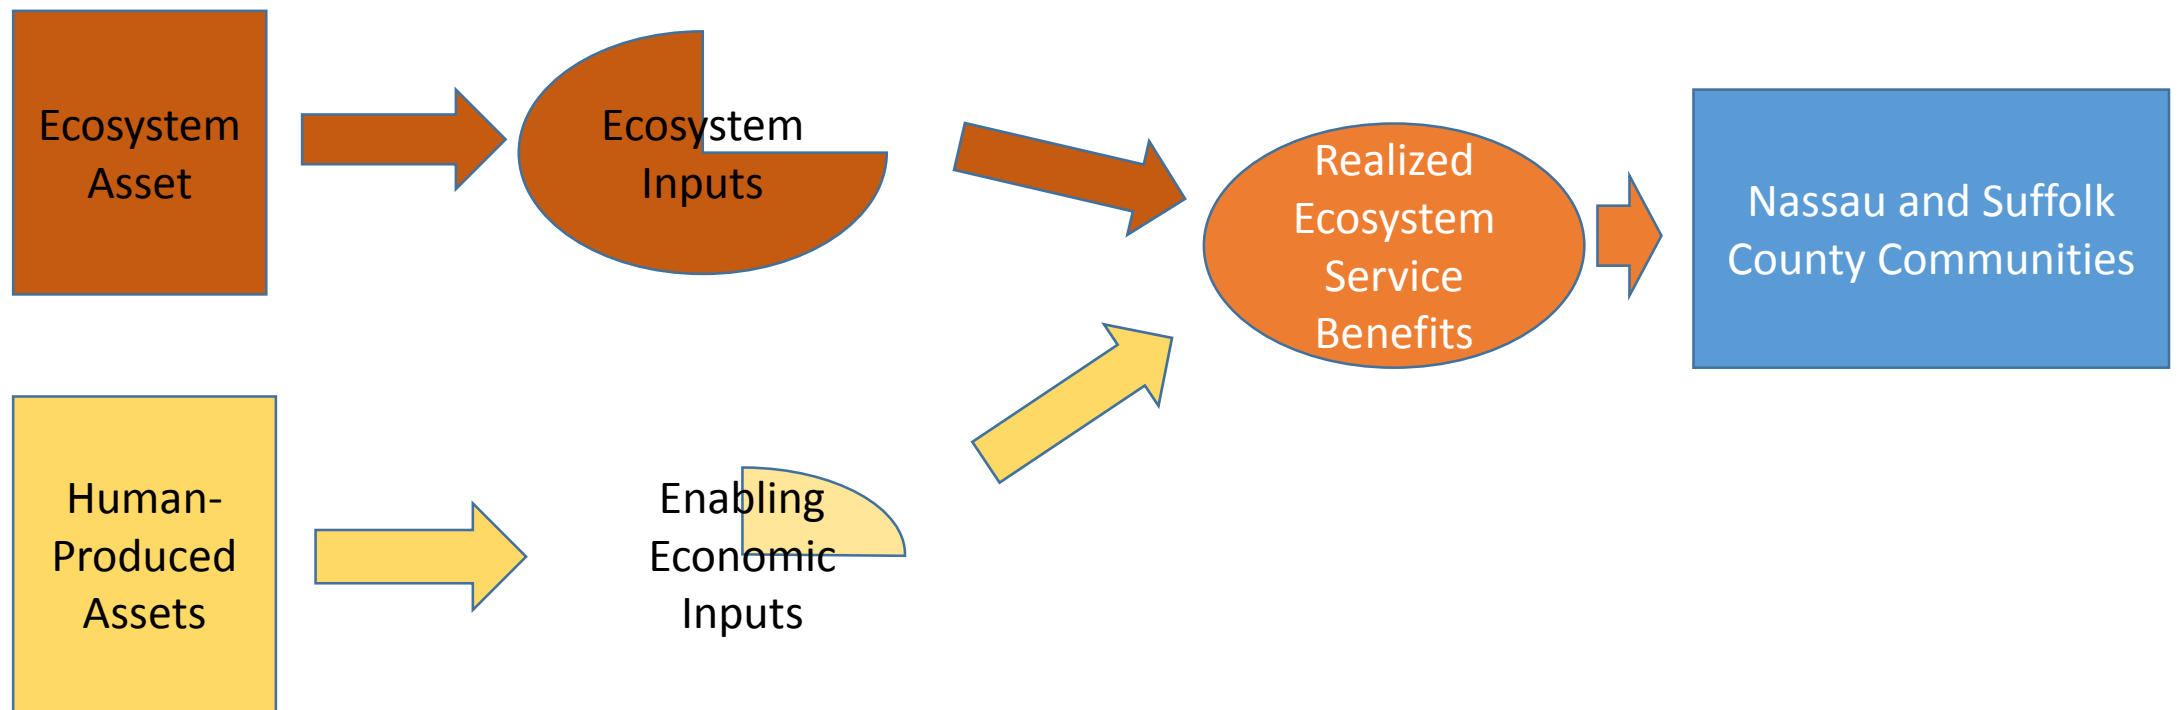 Ecosystem
Asset
Ecosystem
Inputs
Realized
Ecosystem
Service
Benefits
Nassau and Suffolk
County Communities
Human-
Produced
Assets
Enabling
Economic
Inputs